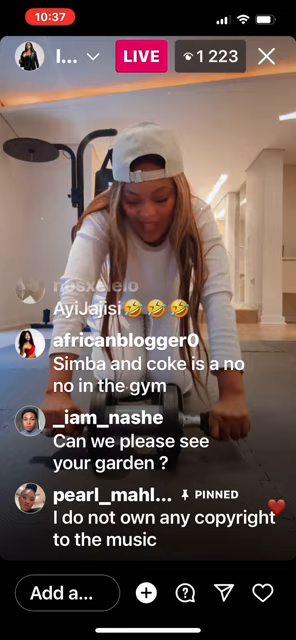 10:37
l...
LIVE
1 223
AyiJajisi🤣🤣🤣
africanblogger0
Simba and coke is a no
no in the gym
_iam_nashe
Can we please see
your garden ?
pearl_mahl... PINNED
I do not own any copyright
to the music
Add a...